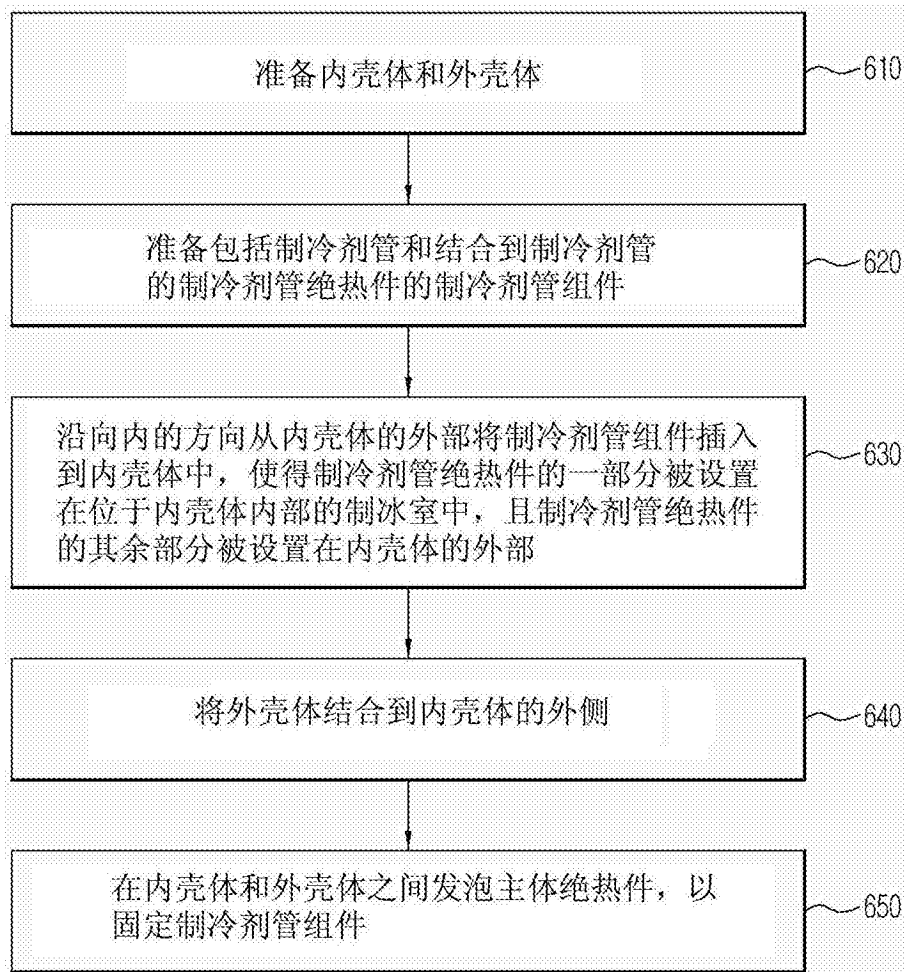 准备内壳体和外壳体
610
准备包括制冷剂管和结合到制冷剂管
的制冷剂管绝热件的制冷剂管组件
620
沿向内的方向从内壳体的外部将制冷剂管组件插入
到内壳体中，使得制冷剂管绝热件的一部分被设置
在位于内壳体内部的制冰室中，且制冷剂管绝热件
的其余部分被设置在内壳体的外部
630
将外壳体结合到内壳体的外侧
640
在内壳体和外壳体之间发泡主体绝热件，以
固定制冷剂管组件
650